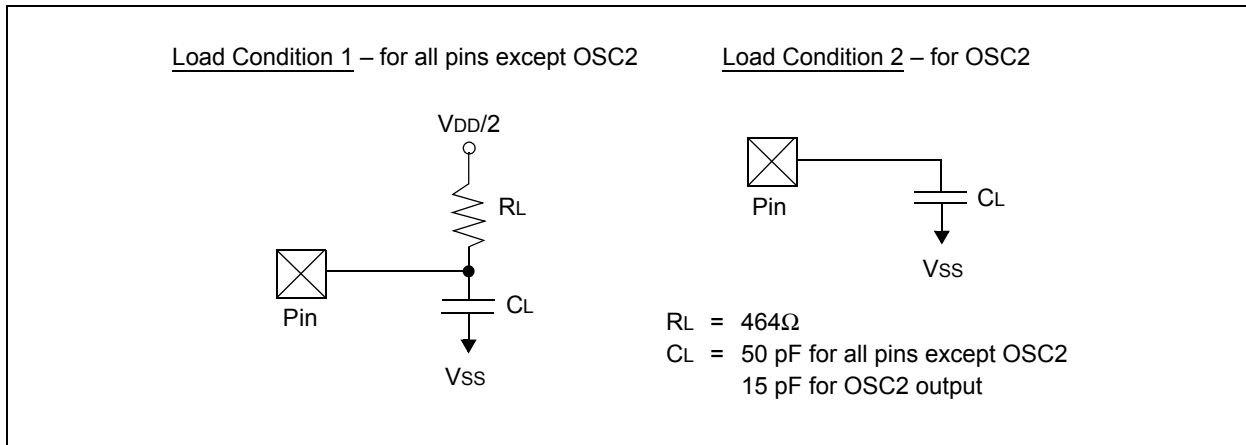 Load Condition 1 – for all pins except OSC2
VDD/2
RL
Pin
CL
VSS
Load Condition 2 – for OSC2
Pin
CL
VSS
RL = 464Ω
CL = 50 pF for all pins except OSC2
15 pF for OSC2 output